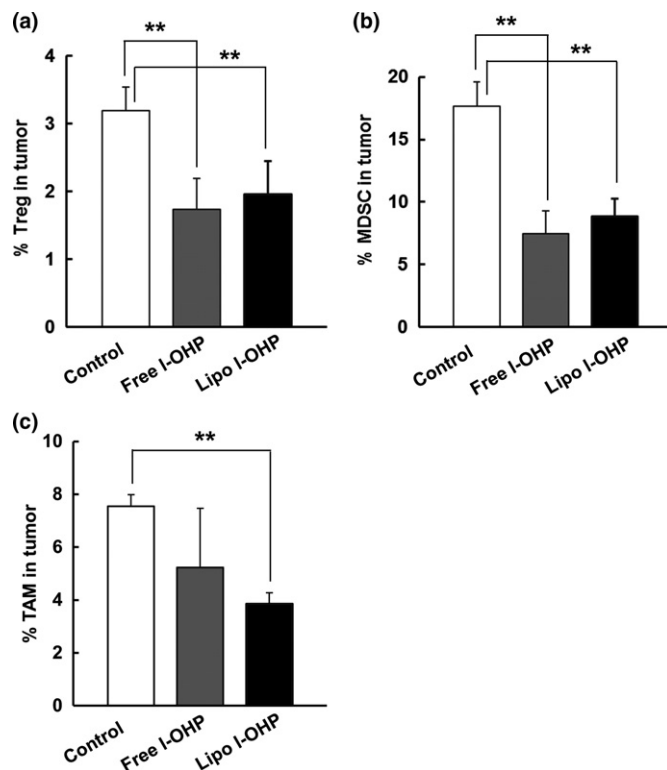 (a)
**
**
4
3
2
1
0
% Treg in tumor
Control
Free l-OHP
Lipo l-OHP
(b)
**
**
20
15
10
5
0
% MDSC in tumor
Control
Free l-OHP
Lipo l-OHP
(c)
**
10
8
6
4
2
0
% TAM in tumor
Control
Free l-OHP
Lipo l-OHP